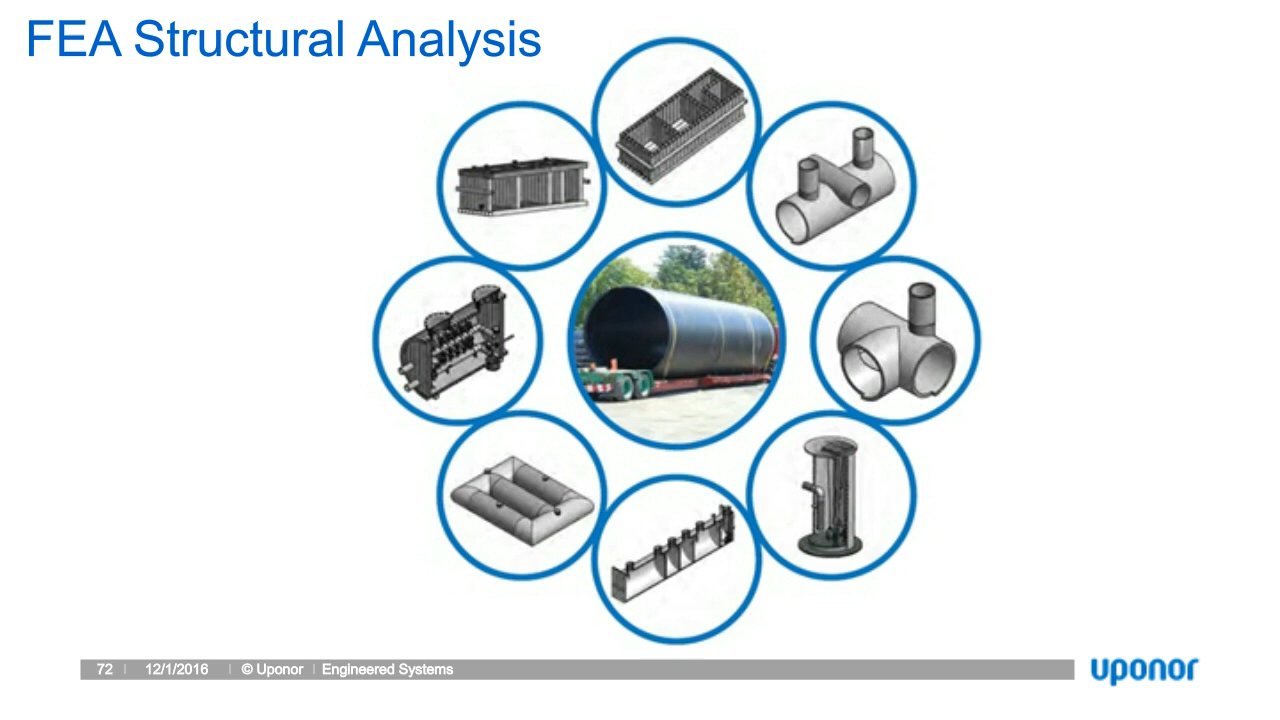 FEA Structural Analysis
72 | 12/1/2016 | © Uponor | Engineered Systems
uponor